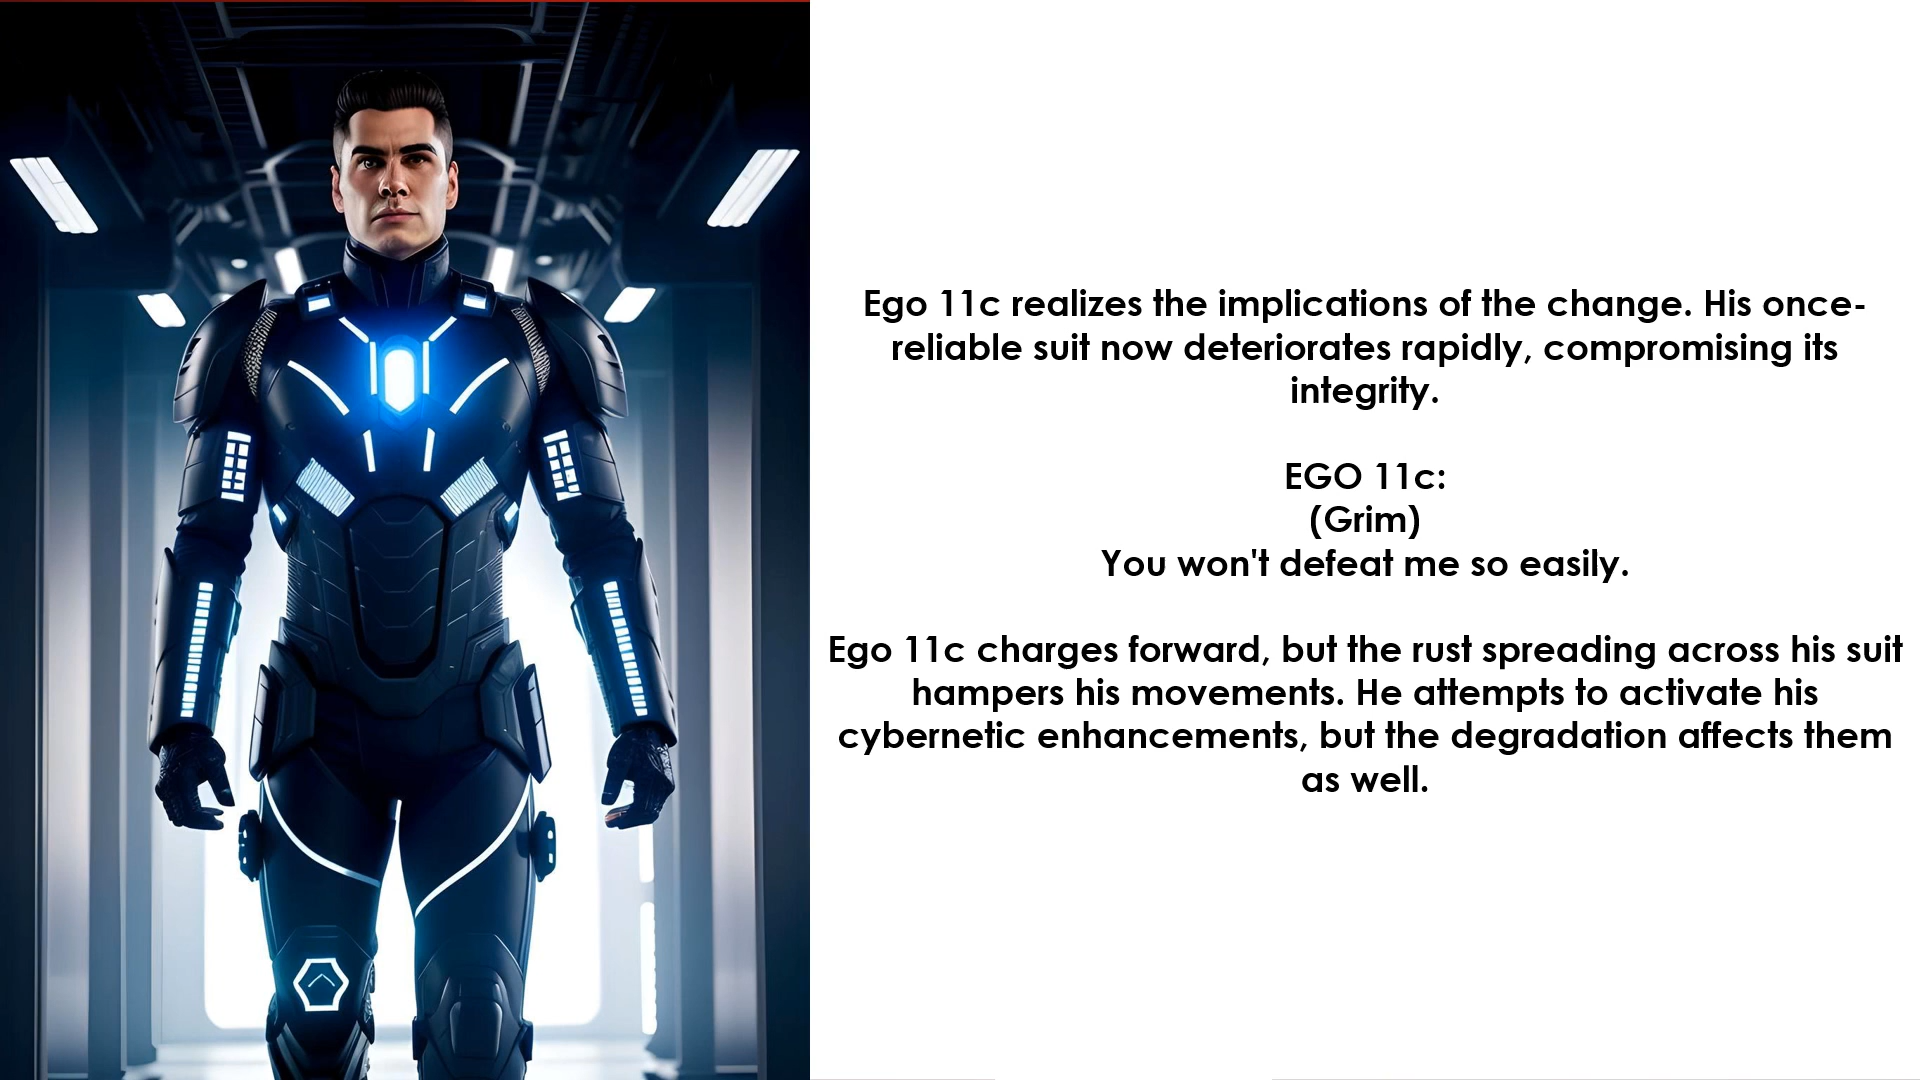 Ego 11c realizes the implications of the change. His once-
reliable suit now deteriorates rapidly, compromising its
integrity.
EGO 11c:
(Grim)
You won't defeat me so easily.
Ego 11c charges forward, but the rust spreading across his suit
hampers his movements. He attempts to activate his
cybernetic enhancements, but the degradation affects them
as well.